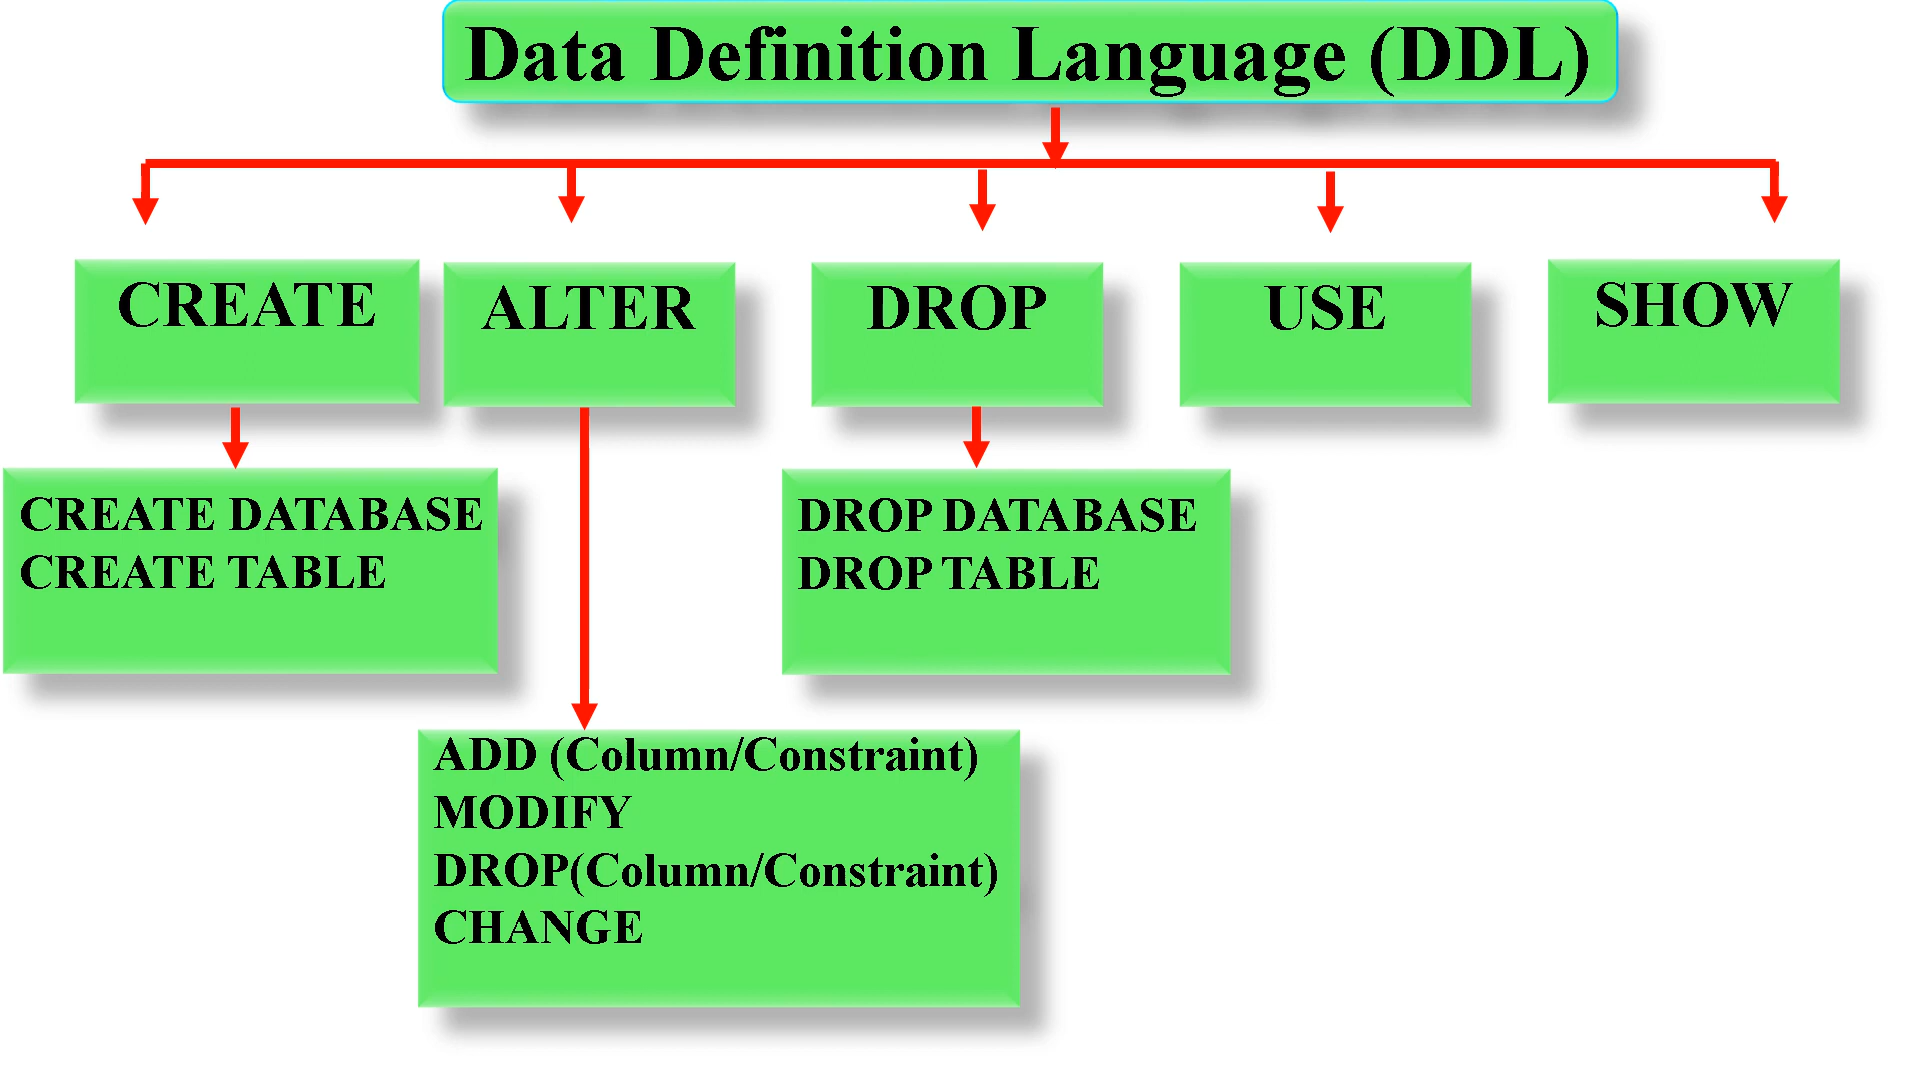 Data Definition Language (DDL)
CREATE
ALTER
DROP
USE
SHOW
CREATE DATABASE
CREATE TABLE
DROP DATABASE
DROP TABLE
ADD (Column/Constraint)
MODIFY
DROP(Column/Constraint)
CHANGE